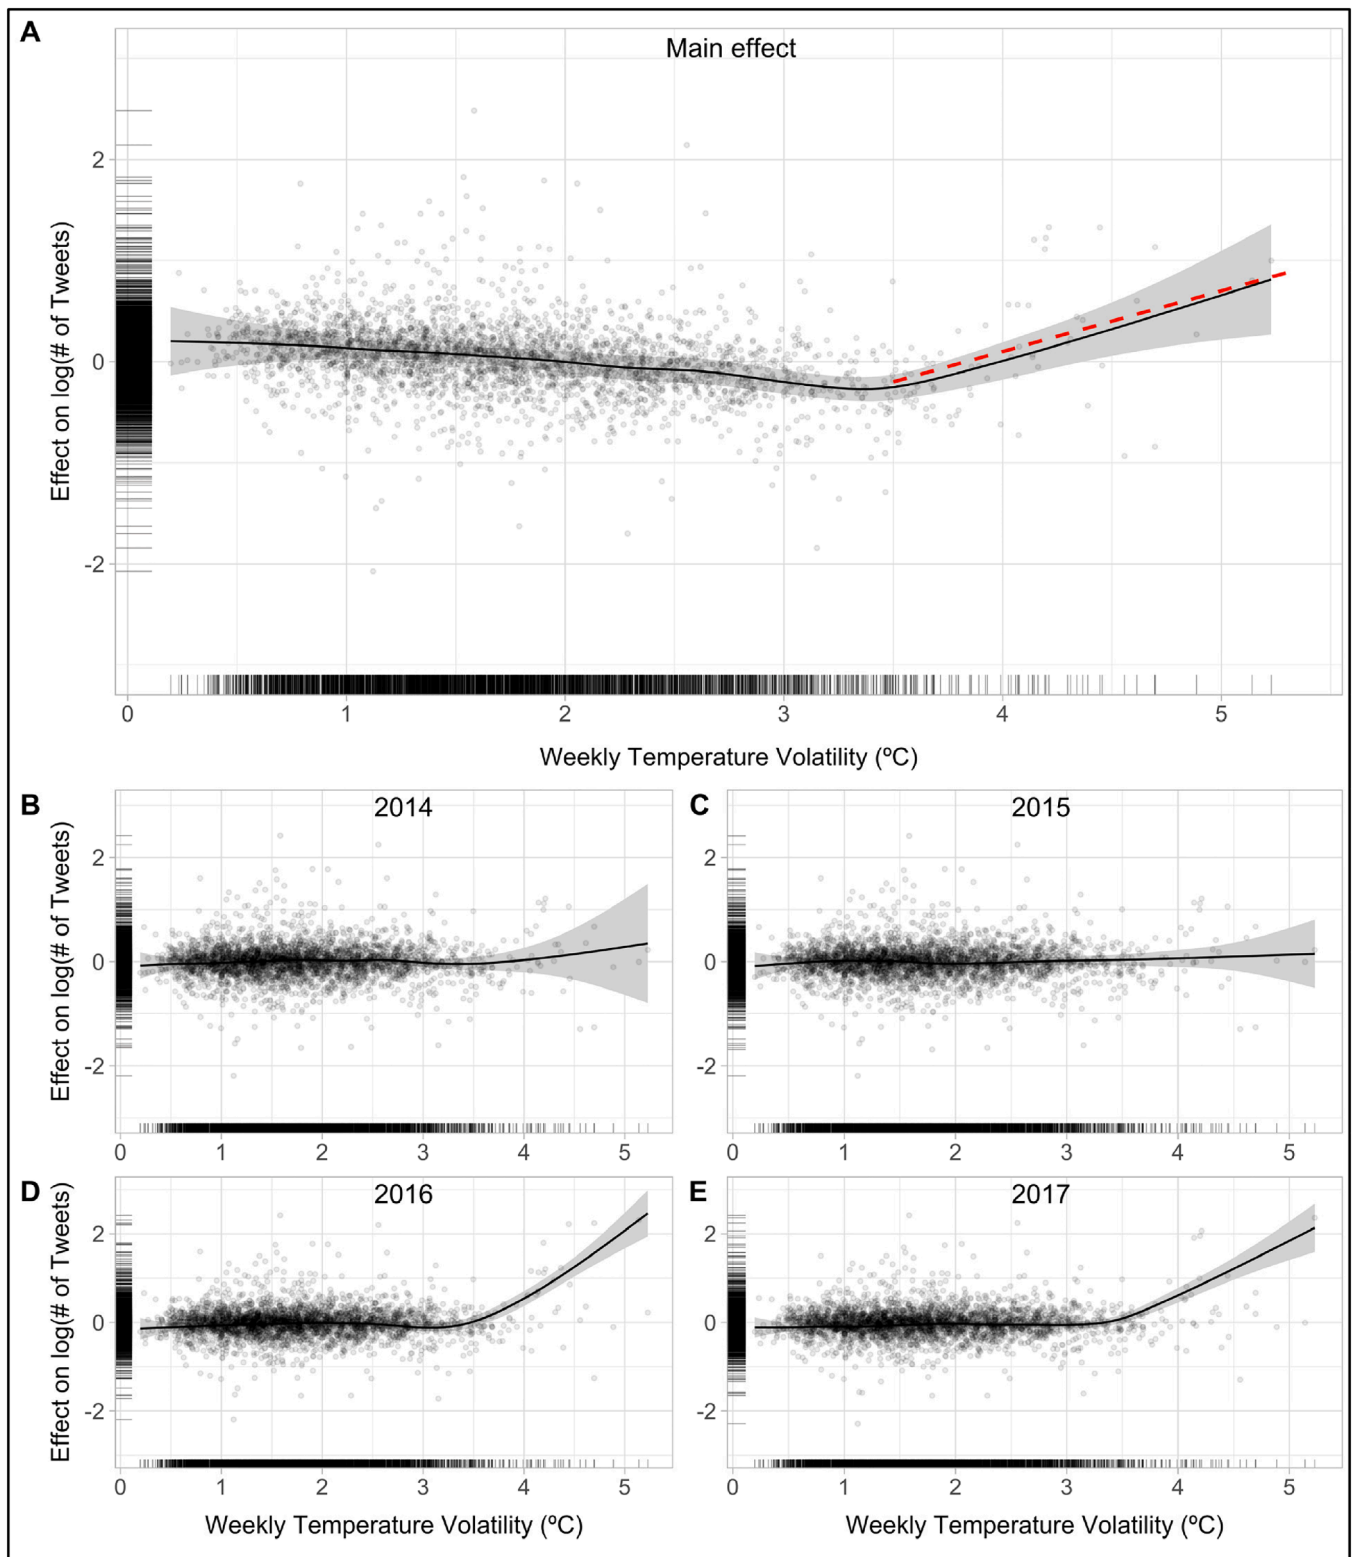 A
Main effect
Effect on log(# of Tweets)
2
0
-2
0 1 2 3 4 5
Weekly Temperature Volatility (ºC)
B
2014
Effect on log(# of Tweets)
2
0
-2
0 1 2 3 4 5
C
2015
2
0
-2
0 1 2 3 4 5
D
2016
Effect on log(# of Tweets)
2
0
-2
0 1 2 3 4 5
Weekly Temperature Volatility (ºC)
E
2017
2
0
-2
0 1 2 3 4 5
Weekly Temperature Volatility (ºC)